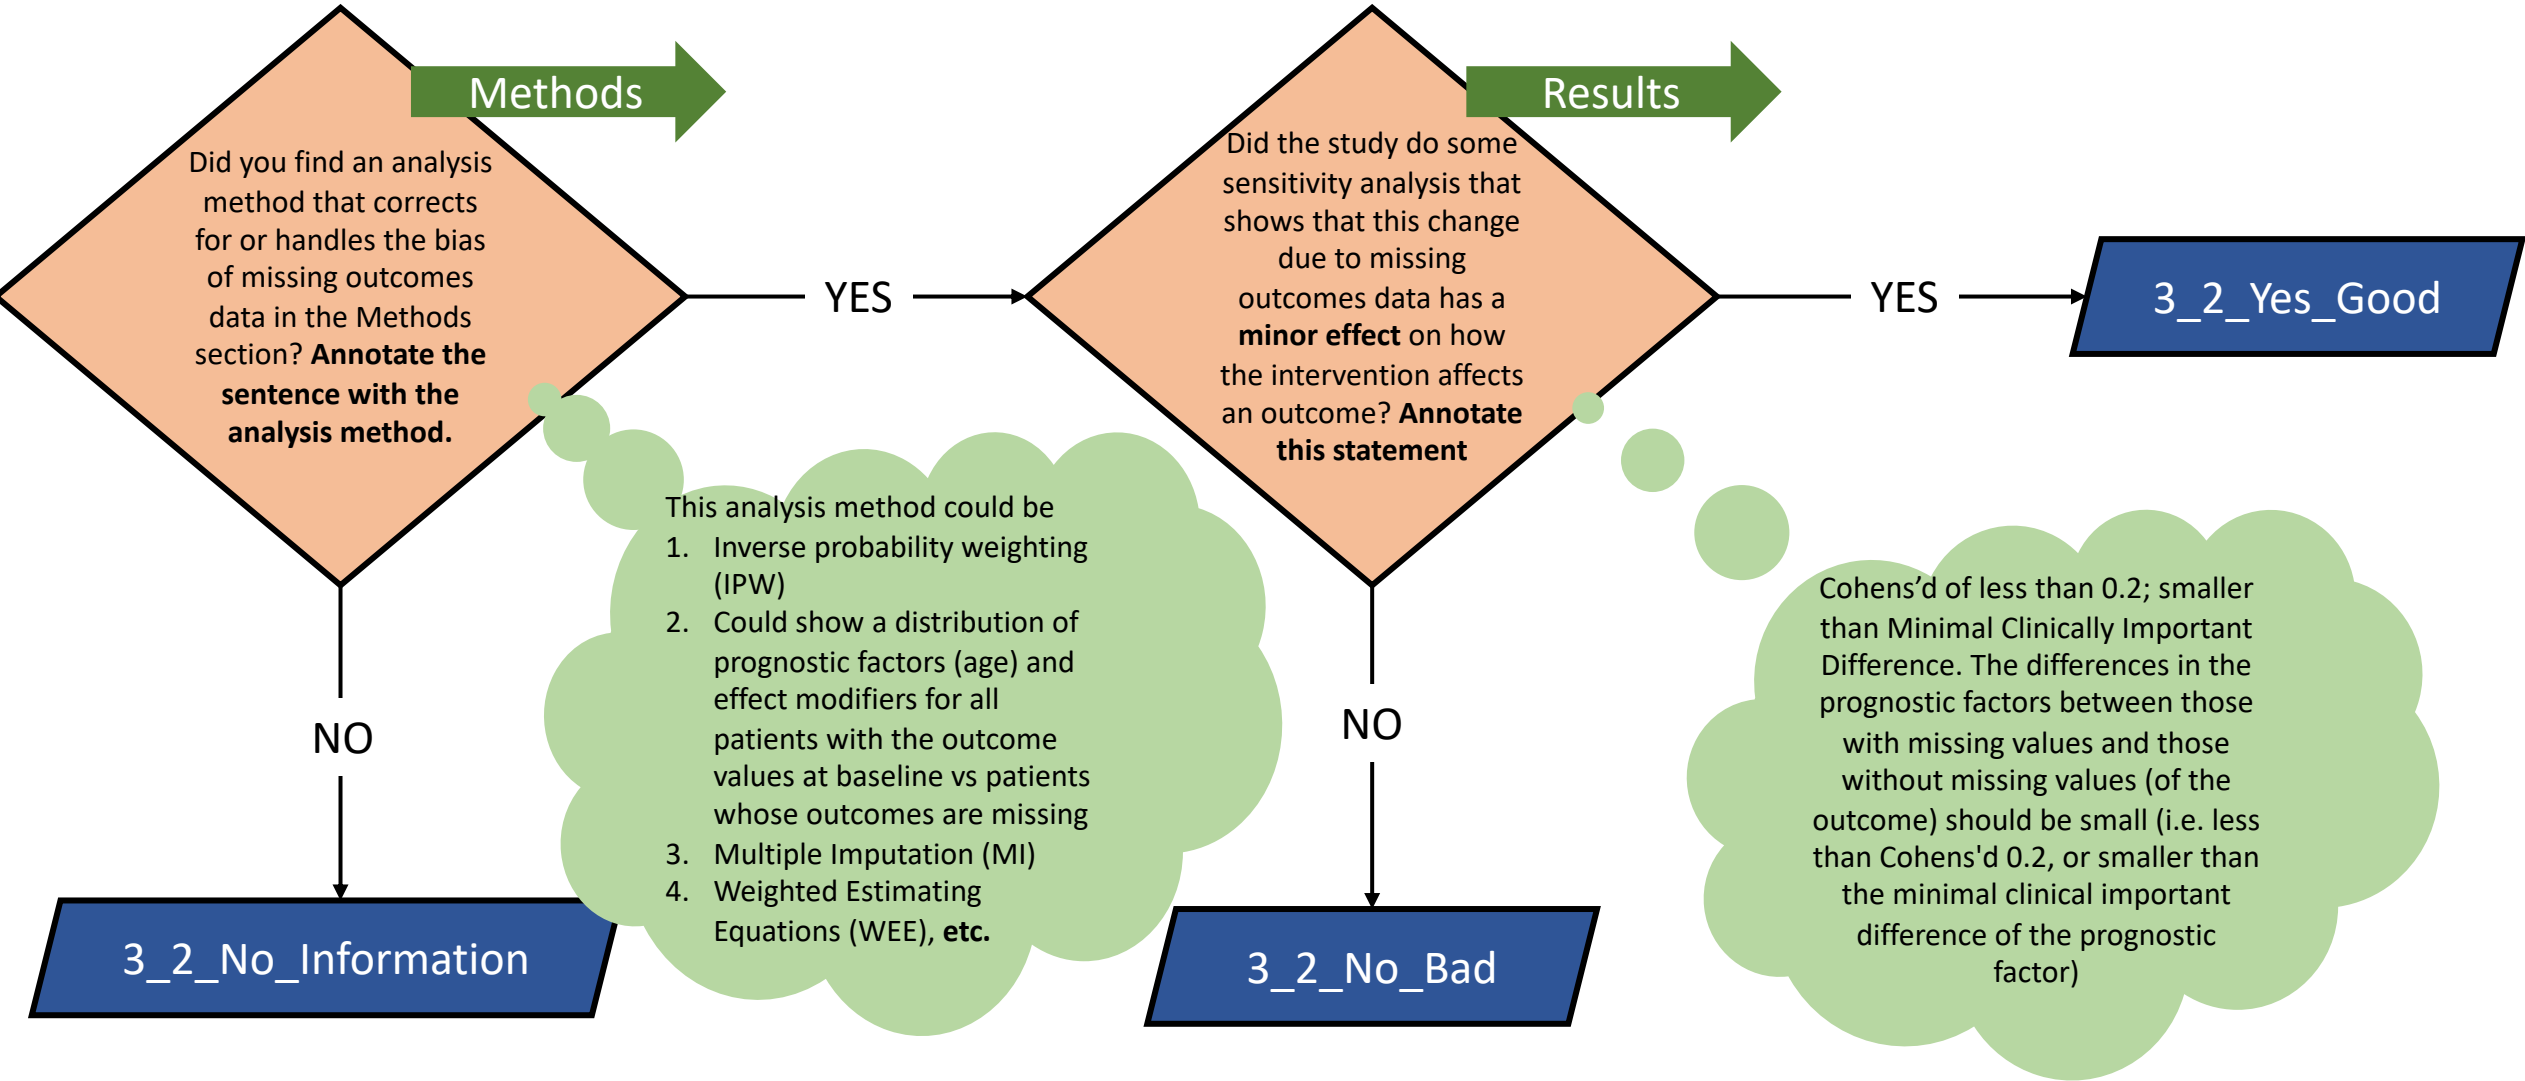 Methods
Did you find an analysis
method that corrects
for or handles the bias
of missing outcomes
data in the Methods
section? Annotate the
sentence with the
analysis method.
YES
NO
3_2_No_Information
This analysis method could be
1. Inverse probability weighting
(IPW)
2. Could show a distribution of
prognostic factors (age) and
effect modifiers for all
patients with the outcome
values at baseline vs patients
whose outcomes are missing
3. Multiple Imputation (MI)
4. Weighted Estimating
Equations (WEE), etc.
Results
Did the study do some
sensitivity analysis that
shows that this change
due to missing
outcomes data has a
minor effect on how
the intervention affects
an outcome? Annotate
this statement
YES
3_2_Yes_Good
NO
3_2_No_Bad
Cohens’d of less than 0.2; smaller
than Minimal Clinically Important
Difference. The differences in the
prognostic factors between those
with missing values and those
without missing values (of the
outcome) should be small (i.e. less
than Cohens'd 0.2, or smaller than
the minimal clinical important
difference of the prognostic
factor)